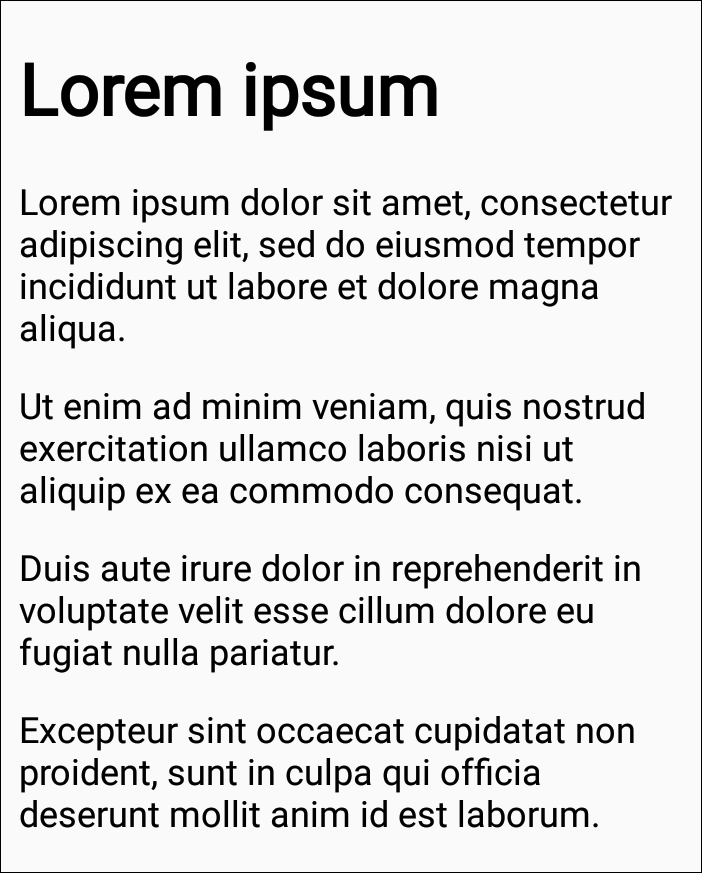 Lorem ipsum
Lorem ipsum dolor sit amet, consectetur
adipiscing elit, sed do eiusmod tempor
incididunt ut labore et dolore magna
aliqua.
Ut enim ad minim veniam, quis nostrud
exercitation ullamco laboris nisi ut
aliquip ex ea commodo consequat.
Duis aute irure dolor in reprehenderit in
voluptate velit esse cillum dolore eu
fugiat nulla pariatur.
Excepteur sint occaecat cupidatat non
proident, sunt in culpa qui officia
deserunt mollit anim id est laborum.